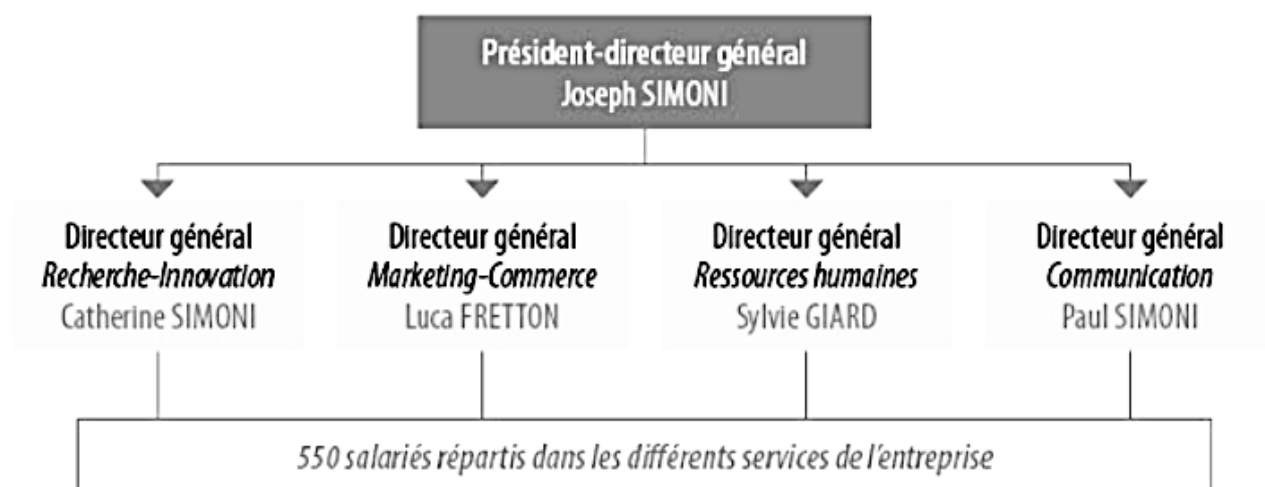 Président-directeur général
Joseph SIMONI
Directeur général
Recherche-Innovation
Catherine SIMONI
Directeur général
Marketing-Commerce
Luca FRETTON
Directeur général
Ressources humaines
Sylvie GIARD
Directeur général
Communication
Paul SIMONI
550 salariés répartis dans les différents services de l'entreprise